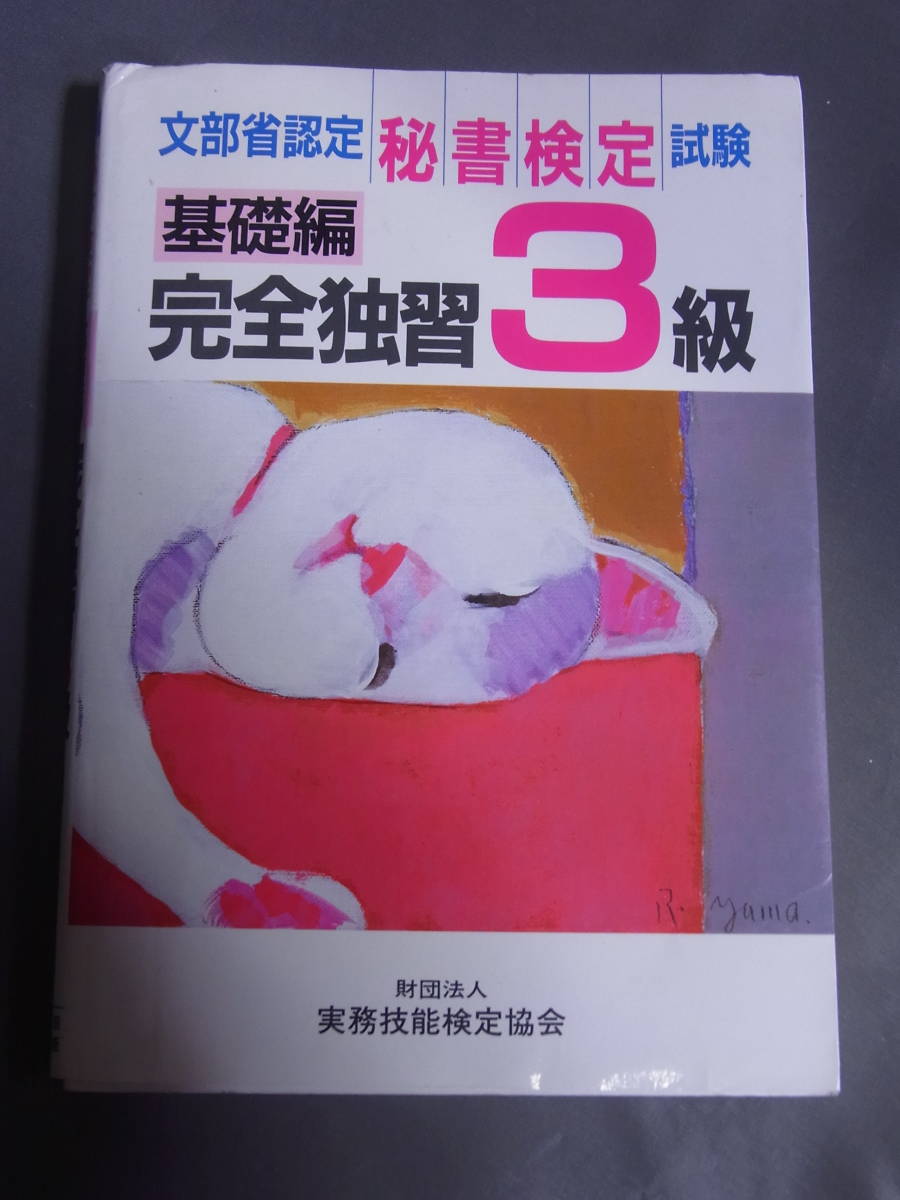 文部省認定秘書検定試験
基礎編
完全独習3級
R. Yama.
財団法人
実務技能検定協会